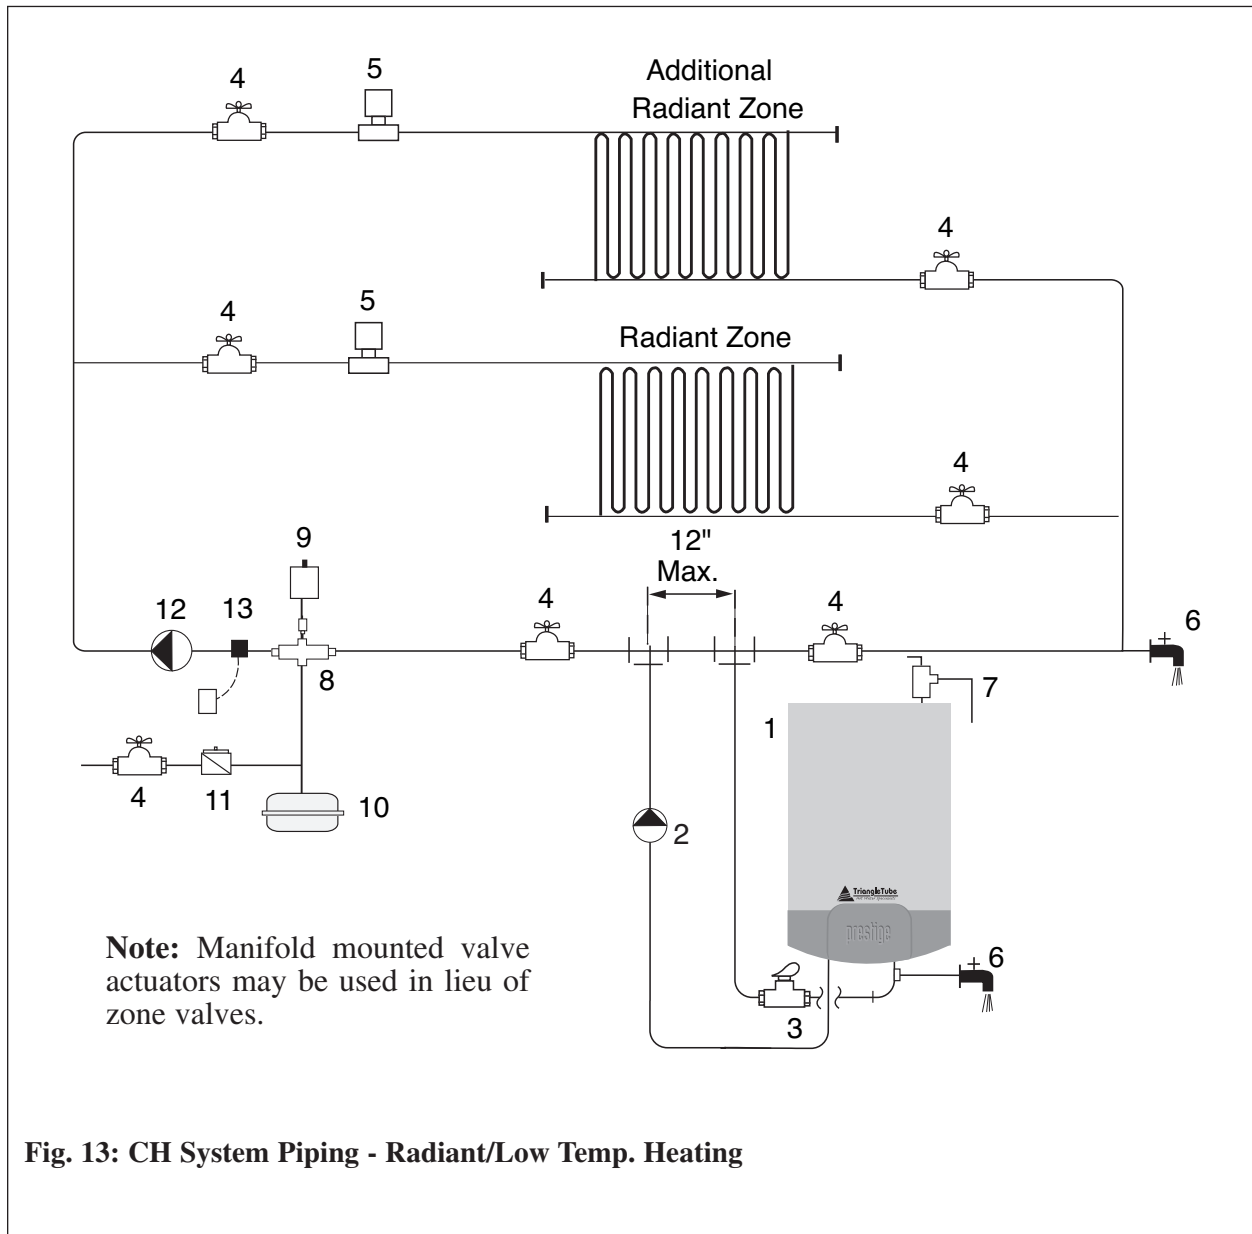 Additional
Radiant Zone
4
5
4
Radiant Zone
4
5
4
12"
Max.
9
12
13
4
4
6
8
7
1
4
11
10
2
TriangleTube
prestige
6
3
Note: Manifold mounted valve
actuators may be used in lieu of
zone valves.
Fig. 13: CH System Piping - Radiant/Low Temp. Heating